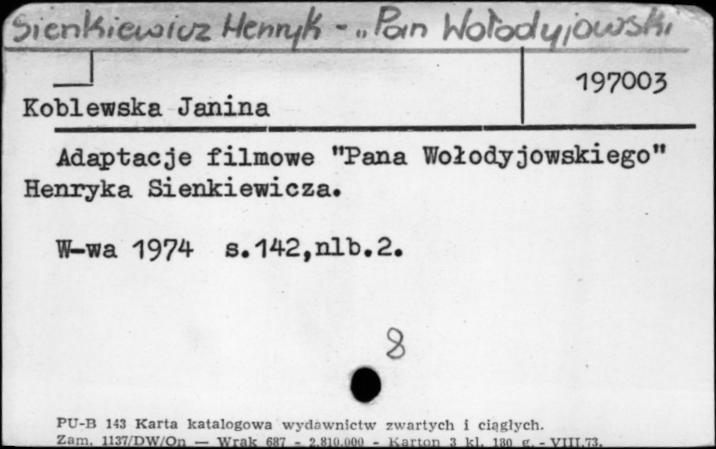 Sienkiewicz Henryk - „Pan Wołodyjowski
197003
Koblewska Janina
Adaptacje filmowe "Pana Wołodyjowskiego"
Henryka Sienkiewicza.
W-wa 1974 s.142,nlb.2.
8
PU-B 143 Karta katalogowa wydawnictw zwartych i ciągłych.
Zam. 1137/DW/On — Wrak 687 - 2.810.000 - Karton 3 kl. 180 g. - VIII.73.